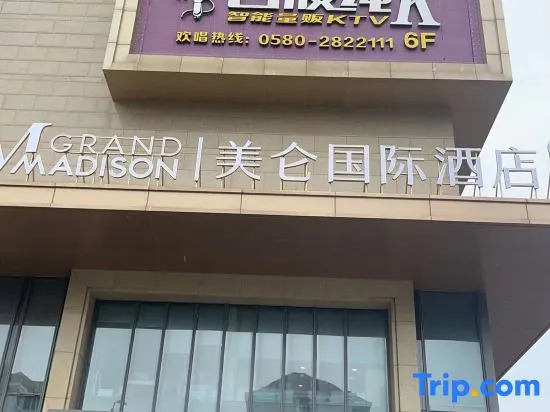 K
智能量贩KTV
欢唱热线: 0580-2822111 6F
GRAND
MADISON | 美仑国际酒店
Trip.com